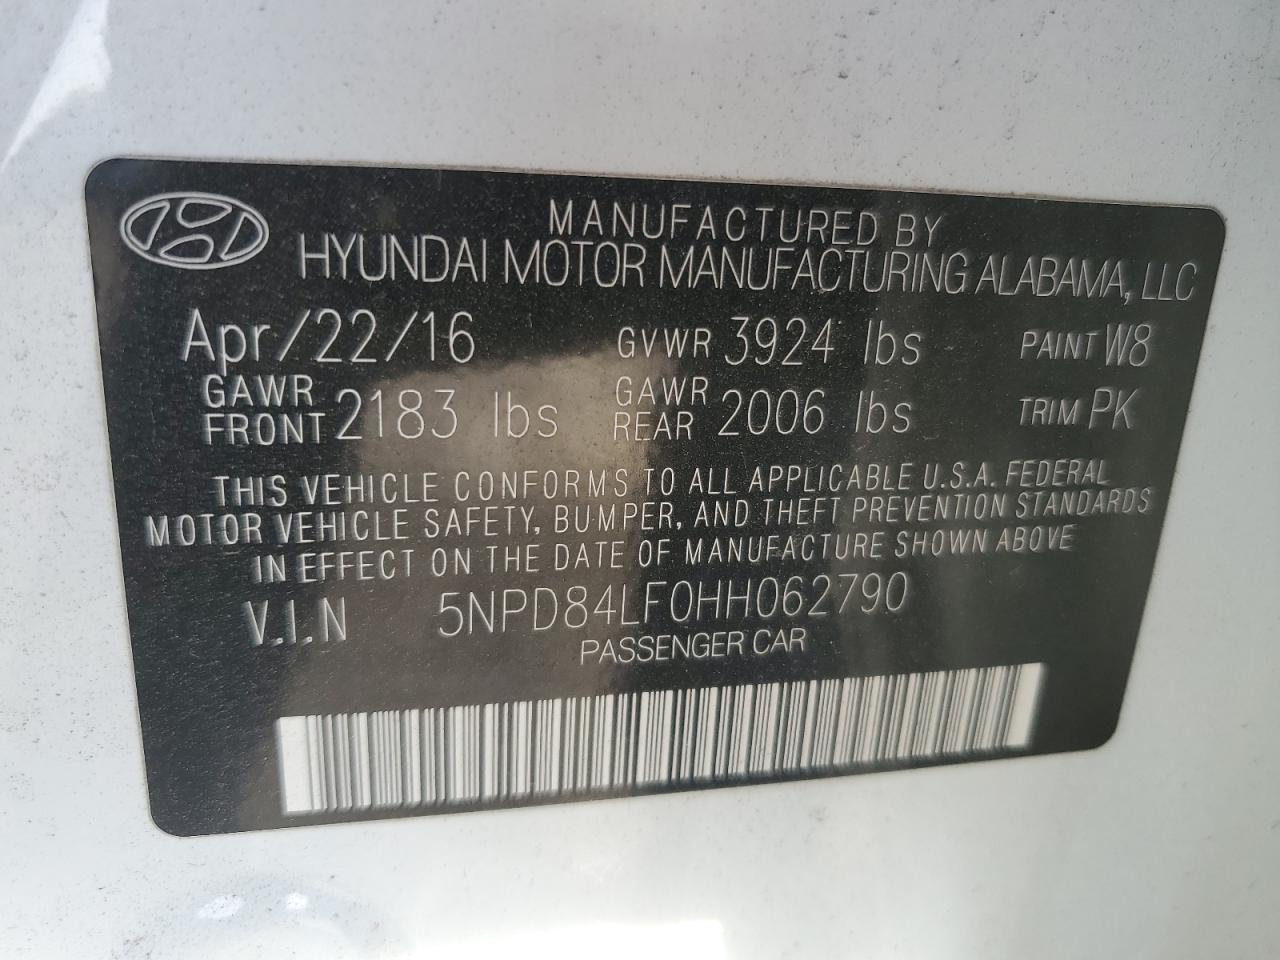 MANUFACTURED BY
HYUNDAI MOTOR MANUFACTURING ALABAMA, LLC
Apr/22/16 GVWR 3924 lbs PAINT W8
GAWR FRONT 2183 lbs GAWR REAR 2006 lbs TRIM PK
THIS VEHICLE CONFORMS TO ALL APPLICABLE U.S.A. FEDERAL
MOTOR VEHICLE SAFETY, BUMPER, AND THEFT PREVENTION STANDARDS
IN EFFECT ON THE DATE OF MANUFACTURE SHOWN ABOVE
V.I.N 5NPD84LF0HH062790
PASSENGER CAR